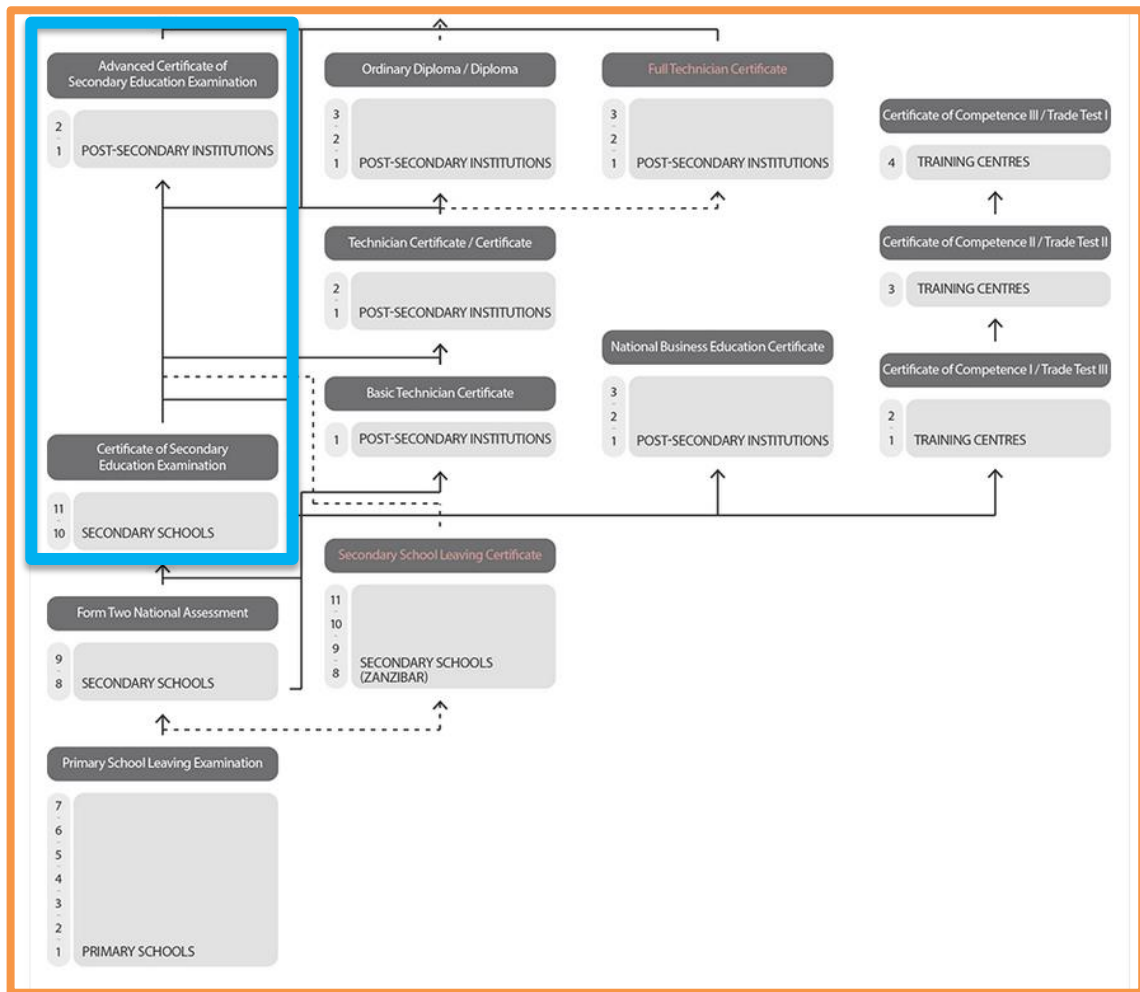 Advanced Certificate of
Secondary Education Examination
2
1
POST-SECONDARY INSTITUTIONS
Ordinary Diploma / Diploma
3
2
1
POST-SECONDARY INSTITUTIONS
Full Technician Certificate
3
2
1
POST-SECONDARY INSTITUTIONS
Certificate of Competence III / Trade Test I
4
TRAINING CENTRES
Technician Certificate / Certificate
2
1
POST-SECONDARY INSTITUTIONS
Certificate of Competence II / Trade Test II
3
TRAINING CENTRES
National Business Education Certificate
3
2
1
POST-SECONDARY INSTITUTIONS
Certificate of Competence I / Trade Test III
2
1
TRAINING CENTRES
Basic Technician Certificate
1
POST-SECONDARY INSTITUTIONS
Certificate of Secondary
Education Examination
11
10
SECONDARY SCHOOLS
Secondary School Leaving Certificate
11
10
9
8
SECONDARY SCHOOLS
(ZANZIBAR)
Form Two National Assessment
9
8
SECONDARY SCHOOLS
Primary School Leaving Examination
7
6
5
4
3
2
1
PRIMARY SCHOOLS